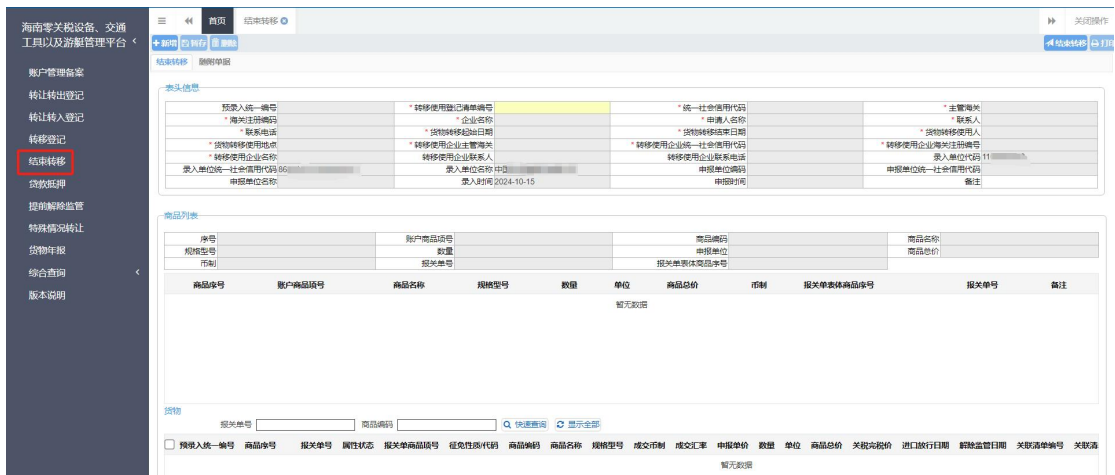 海南零关税设备、交通
工具以及游艇管理平台
账户管理备案
转让转出登记
转让转入登记
转移登记
结束转移
贷款抵押
提前解除监管
特殊情况转让
货物年报
综合查询
版本说明
首页 结束转移 关闭操作
新增 暂存 删除 结束转移 打印
结束转移 随附单据
表头信息
预录入统一编号 * 转移使用登记清单编号 * 统一社会信用代码 * 主管海关
* 海关注册编码 * 企业名称 * 申请人名称 * 联系人
* 联系电话 * 货物转移起始日期 * 货物转移结束日期 * 货物转移使用人
* 货物转移使用地点 * 转移使用企业主管海关 * 转移使用企业统一社会信用代码 * 转移使用企业海关注册编号
* 转移使用企业名称 转移使用企业联系人 转移使用企业联系电话 录入单位代码 11
录入单位统一社会信用代码 86 录入单位名称 中 申报单位编码 申报单位统一社会信用代码
申报单位名称 录入时间 2024-10-15 申报时间 备注
商品列表
序号 账户商品项号 商品编码 商品名称
规格型号 数量 申报单位 商品总价
币制 报关单号 报关单表体商品序号
商品序号 账户商品项号 商品名称 规格型号 数量 单位 商品总价 币制 报关单表体商品序号 报关单号 备注
暂无数据
货物
报关单号 商品编码 快速查询 显示全部
预录入统一编号 商品序号 报关单号 属性状态 报关单商品项号 征免性质代码 商品编码 商品名称 规格型号 成交币制 成交汇率 申报单价 数量 单位 商品总价 关税完税价 进口放行日期 解除监管日期 关联清单编号 关联清
暂无数据